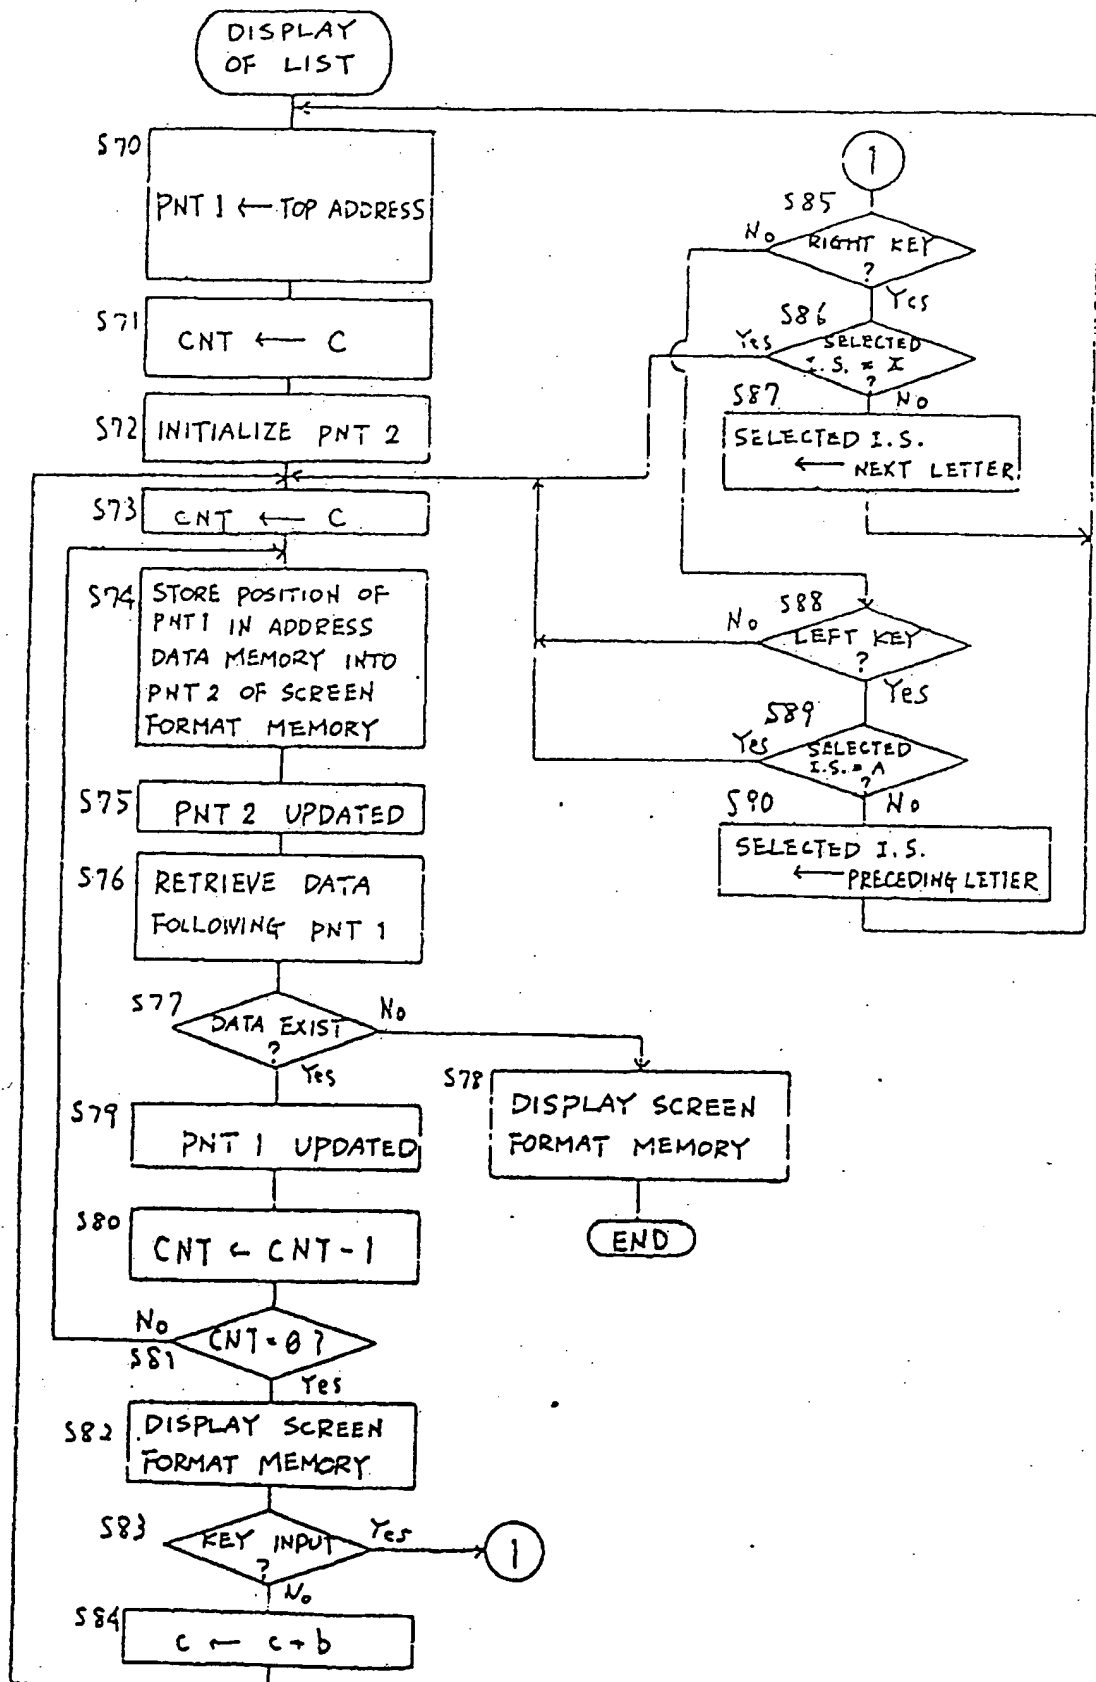 DISPLAY
OF LIST
S70
PNT 1 ← TOP ADDRESS
S71
CNT ← C
S72
INITIALIZE PNT 2
S73
CNT ← C
S74
STORE POSITION OF
PNT1 IN ADDRESS
DATA MEMORY INTO
PNT 2 OF SCREEN
FORMAT MEMORY
S75
PNT 2 UPDATED
S76
RETRIEVE DATA
FOLLOWING PNT 1
S77
DATA EXIST
?
No
Yes
S78
DISPLAY SCREEN
FORMAT MEMORY
END
S79
PNT 1 UPDATED
S80
CNT ← CNT-1
No
S81
CNT = 0 ?
Yes
S82
DISPLAY SCREEN
FORMAT MEMORY
S83
KEY INPUT
?
Yes
1
No
S84
c ← c+b
1
S85
No
RIGHT KEY
?
Yes
S86
Yes
SELECTED
I.S. = Z
?
No
S87
SELECTED I.S.
← NEXT LETTER
S88
No
LEFT KEY
?
Yes
S89
Yes
SELECTED
I.S. = A
?
No
S90
SELECTED I.S.
← PRECEDING LETTER